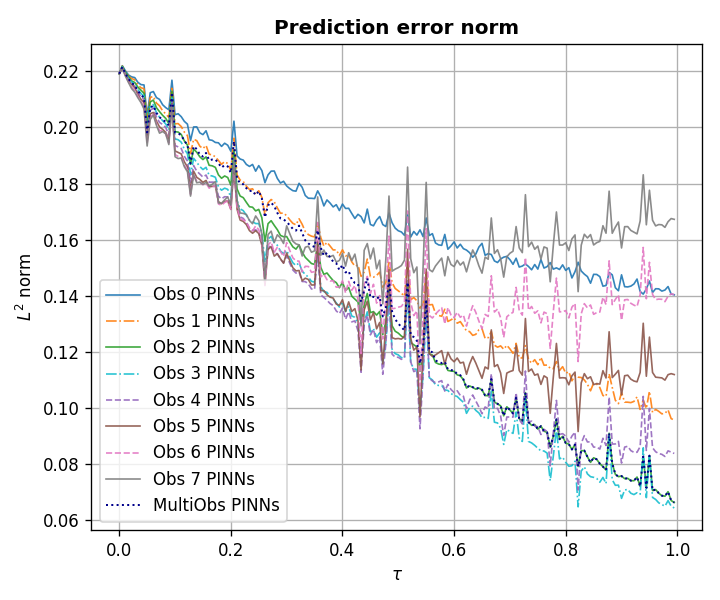 Prediction error norm
L² norm
0.22
0.20
0.18
0.16
0.14
0.12
0.10
0.08
0.06
Obs 0 PINNs
Obs 1 PINNs
Obs 2 PINNs
Obs 3 PINNs
Obs 4 PINNs
Obs 5 PINNs
Obs 6 PINNs
Obs 7 PINNs
MultiObs PINNs
0.0 0.2 0.4 0.6 0.8 1.0
τ